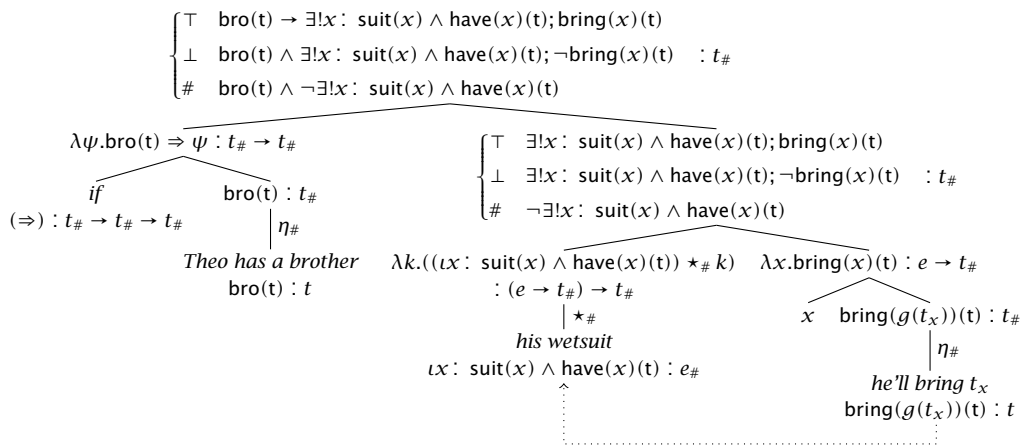 ⊤ bro(t) → ∃!x : suit(x) ∧ have(x)(t); bring(x)(t)
⊥ bro(t) ∧ ∃!x : suit(x) ∧ have(x)(t); ¬bring(x)(t) : t#
# bro(t) ∧ ¬∃!x : suit(x) ∧ have(x)(t)
λψ.bro(t) ⇒ ψ : t# → t#
⊤ ∃!x : suit(x) ∧ have(x)(t); bring(x)(t)
⊥ ∃!x : suit(x) ∧ have(x)(t); ¬bring(x)(t) : t#
# ¬∃!x : suit(x) ∧ have(x)(t)
if
(⇒) : t# → t# → t#
bro(t) : t#
η#
Theo has a brother
bro(t) : t
λk.((ιx : suit(x) ∧ have(x)(t)) ⋆# k)
: (e → t#) → t#
⋆#
his wetsuit
ιx : suit(x) ∧ have(x)(t) : e#
λx.bring(x)(t) : e → t#
x bring(g(tₓ))(t) : t#
η#
he'll bring tₓ
bring(g(tₓ))(t) : t